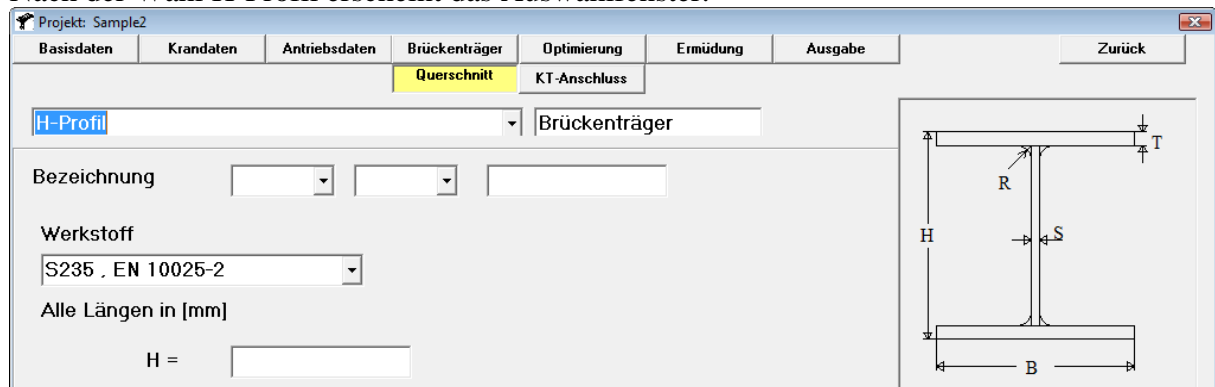 Nach der Wahl H-Profil erscheint das Auswahlfenster.
Projekt: Sample2
Basisdaten Krandaten Antriebsdaten Brückenträger Optimierung Ermüdung Ausgabe Zurück
Querschnitt KT-Anschluss
H-Profil Brückenträger
T
Bezeichnung
R
Werkstoff
H S
S235 , EN 10025-2
Alle Längen in [mm]
H =
B